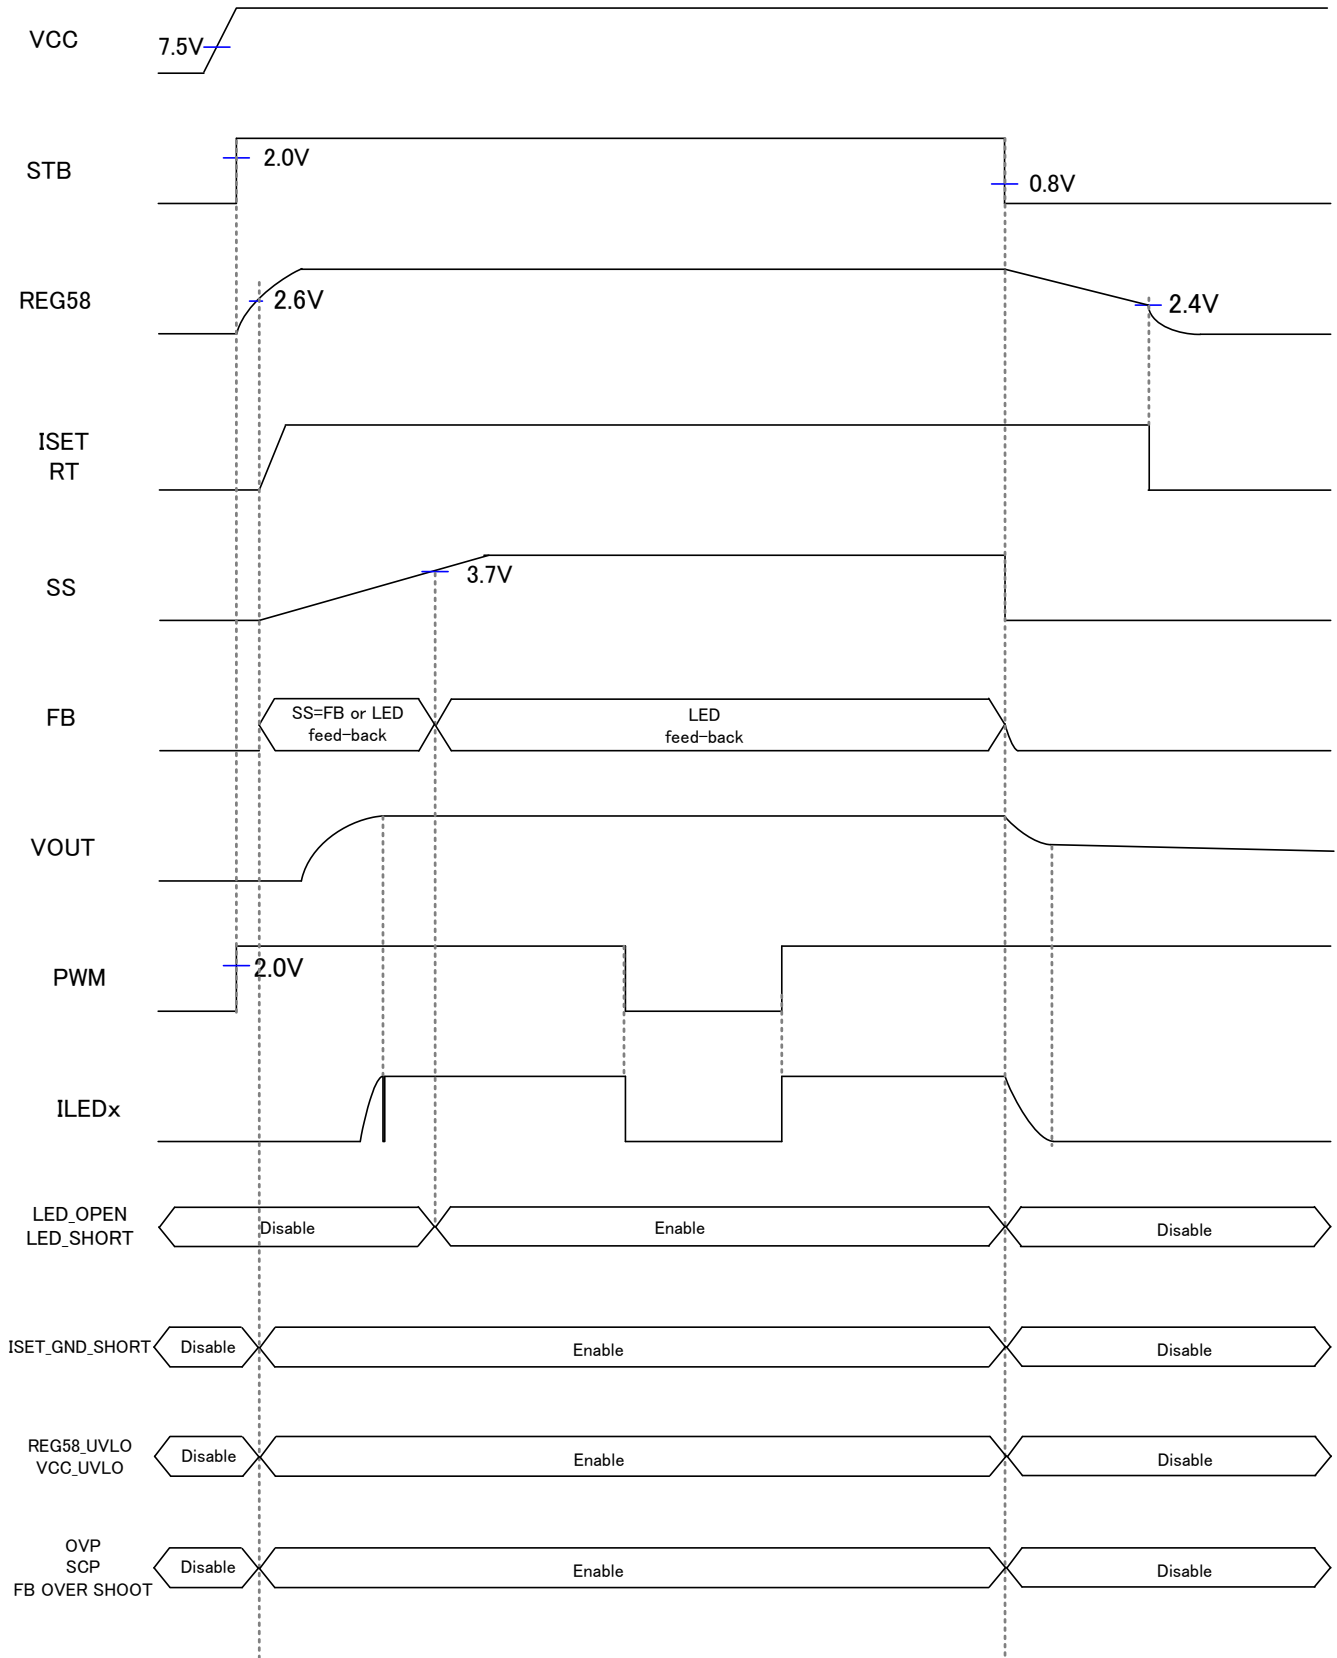 VCC
7.5V
STB
2.0V
0.8V
REG58
2.6V
2.4V
ISET
RT
SS
3.7V
FB
SS=FB or LED
feed-back
LED
feed-back
VOUT
PWM
2.0V
ILEDx
LED_OPEN
LED_SHORT
Disable
Enable
Disable
ISET_GND_SHORT
Disable
Enable
Disable
REG58_UVLO
VCC_UVLO
Disable
Enable
Disable
OVP
SCP
FB OVER SHOOT
Disable
Enable
Disable